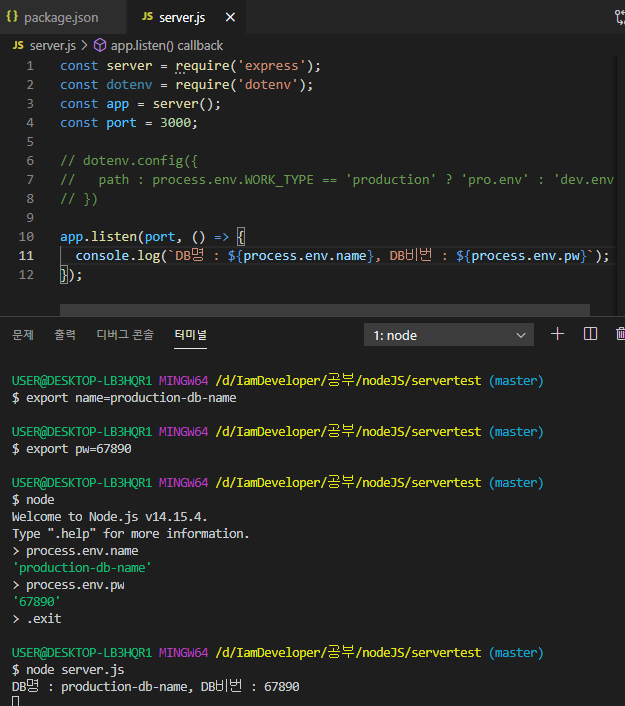 {} package.json JS server.js ×
JS server.js > app.listen() callback
1 const server = require('express');
2 const dotenv = require('dotenv');
3 const app = server();
4 const port = 3000;
5
6 // dotenv.config({
7 //   path : process.env.WORK_TYPE == 'production' ? 'pro.env' : 'dev.env
8 // })
9
10 app.listen(port, () => {
11   console.log(`DB명 : ${process.env.name}, DB비번 : ${process.env.pw}`);
12 });
문제 출력 디버그 콘솔 터미널 1: node
USER@DESKTOP-LB3HQR1 MINGW64 /d/IamDeveloper/공부/nodeJS/servertest (master)
$ export name=production-db-name
USER@DESKTOP-LB3HQR1 MINGW64 /d/IamDeveloper/공부/nodeJS/servertest (master)
$ export pw=67890
USER@DESKTOP-LB3HQR1 MINGW64 /d/IamDeveloper/공부/nodeJS/servertest (master)
$ node
Welcome to Node.js v14.15.4.
Type ".help" for more information.
> process.env.name
'production-db-name'
> process.env.pw
'67890'
> .exit
USER@DESKTOP-LB3HQR1 MINGW64 /d/IamDeveloper/공부/nodeJS/servertest (master)
$ node server.js
DB명 : production-db-name, DB비번 : 67890